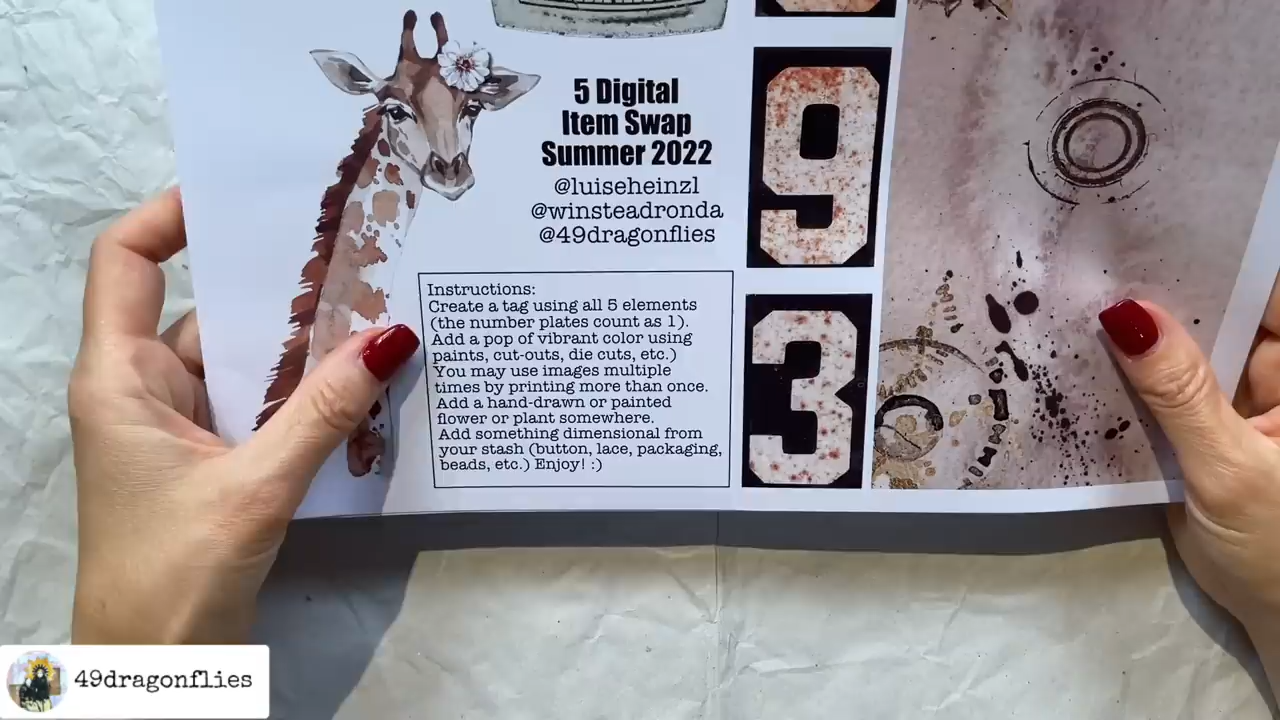 5 Digital
Item Swap
Summer 2022
@luiseheinzl
@winsteadronda
@49dragonflies
Instructions:
Create a tag using all 5 elements
(the number plates count as 1).
Add a pop of vibrant color using
paints, cut-outs, die cuts, etc.)
You may use images multiple
times by printing more than once.
Add a hand-drawn or painted
flower or plant somewhere.
Add something dimensional from
your stash (button, lace, packaging,
beads, etc.) Enjoy! :)
9
3
49dragonflies